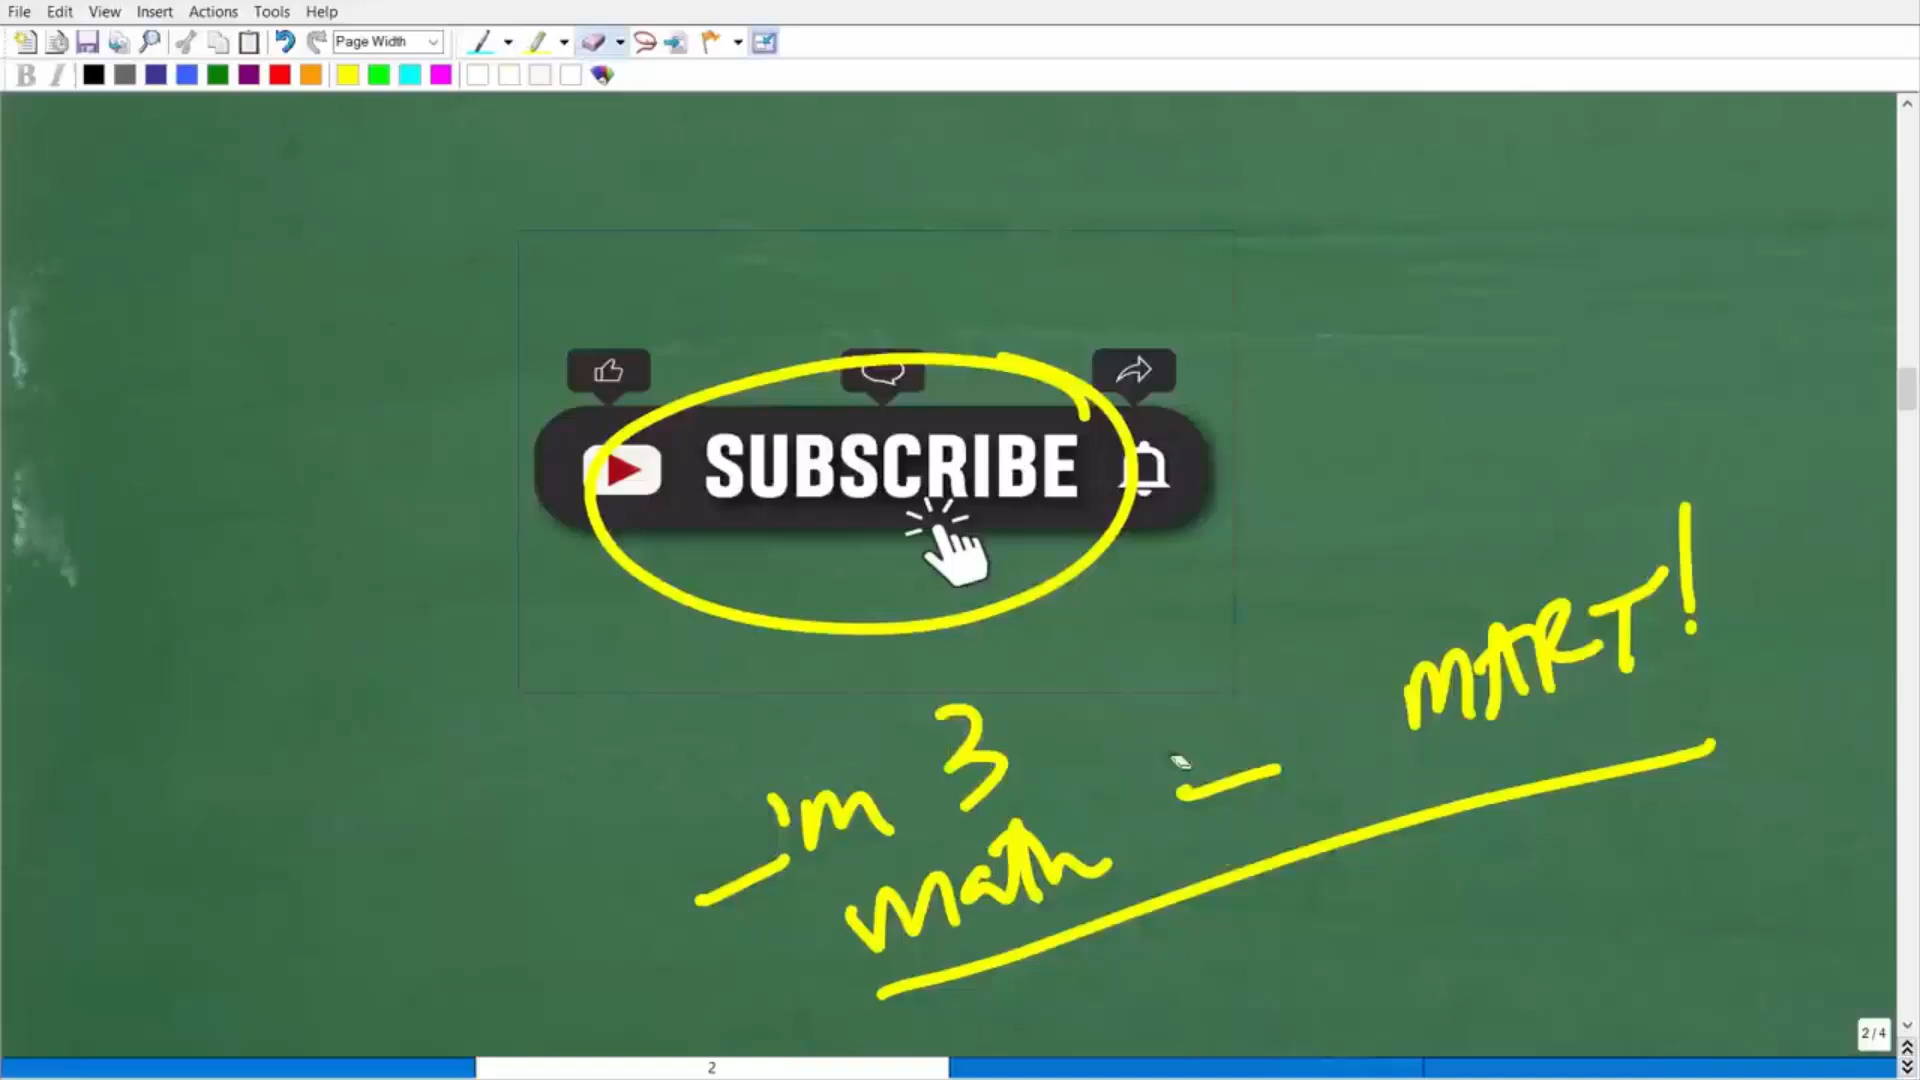 File Edit View Insert Actions Tools Help
Page Width
B I
SUBSCRIBE
MART!
3
'm
math
2/4
2